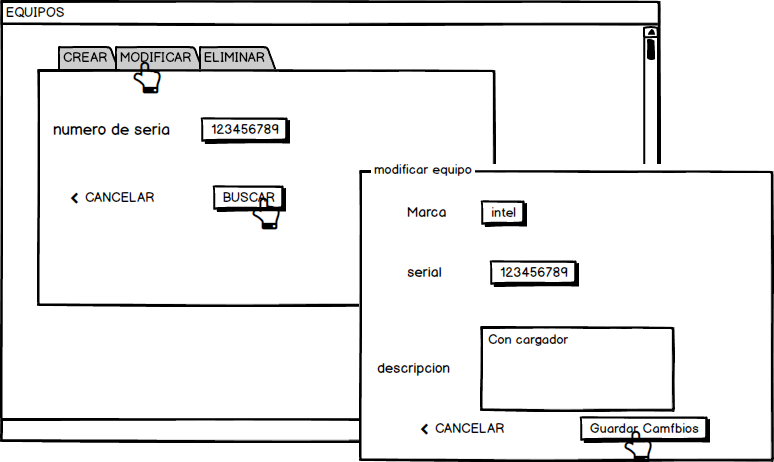 EQUIPOS
CREAR MODIFICAR ELIMINAR
numero de seria 123456789
CANCELAR BUSCAR
modificar equipo
Marca intel
serial 123456789
Con cargador
descripcion
CANCELAR Guardar Camfbios